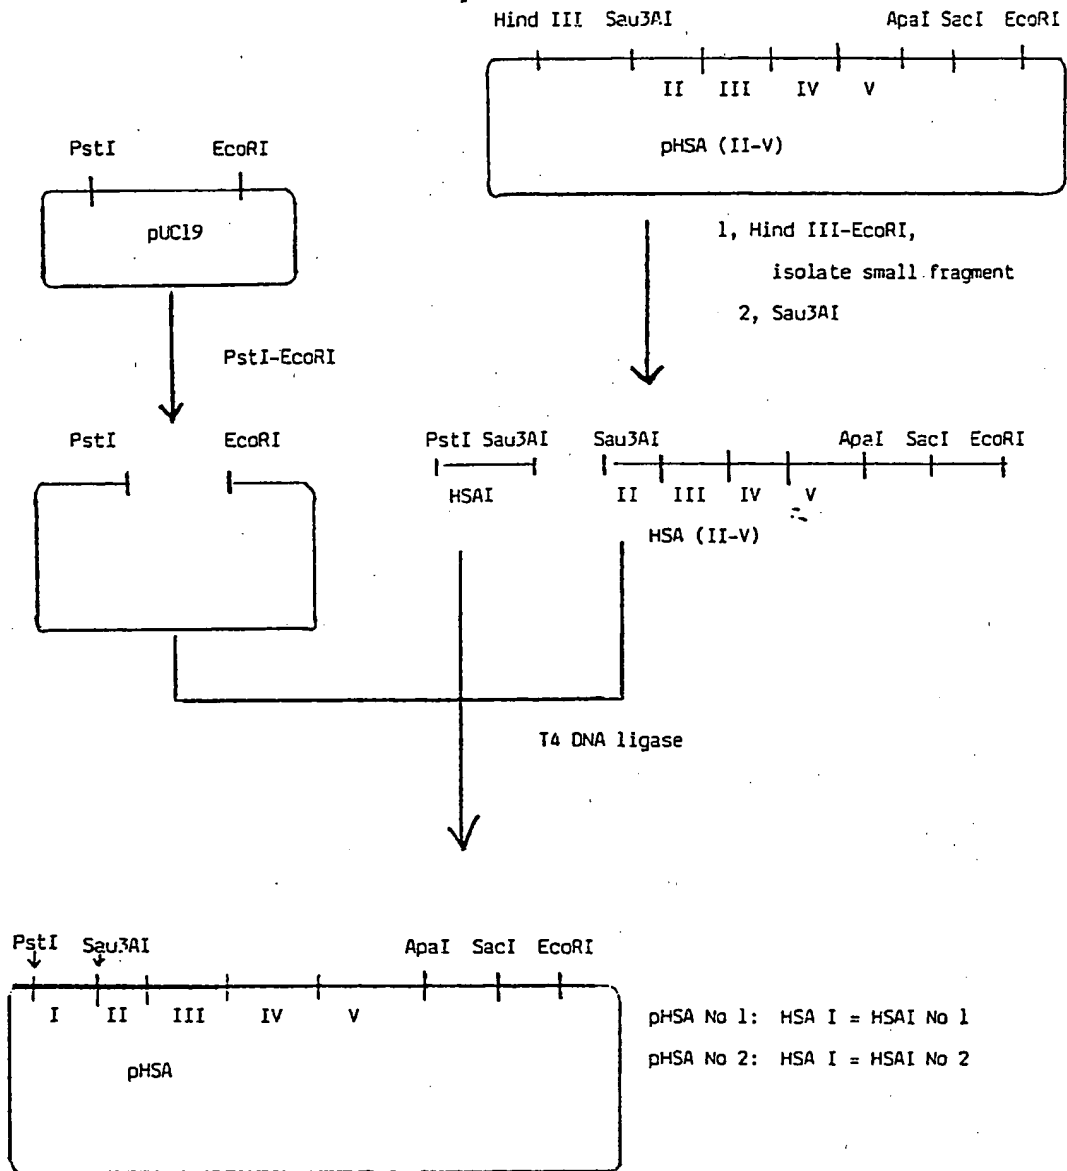 Hind III Sau3AI ApaI SacI EcoRI
II III IV V
pHSA (II-V)
PstI EcoRI
pUC19
1, Hind III-EcoRI,
isolate small fragment
2, Sau3AI
PstI-EcoRI
PstI EcoRI
PstI Sau3AI
HSAI
Sau3AI ApaI SacI EcoRI
II III IV V
HSA (II-V)
T4 DNA ligase
PstI Sau3AI ApaI SacI EcoRI
I II III IV V
pHSA
pHSA No 1: HSA I = HSAI No 1
pHSA No 2: HSA I = HSAI No 2